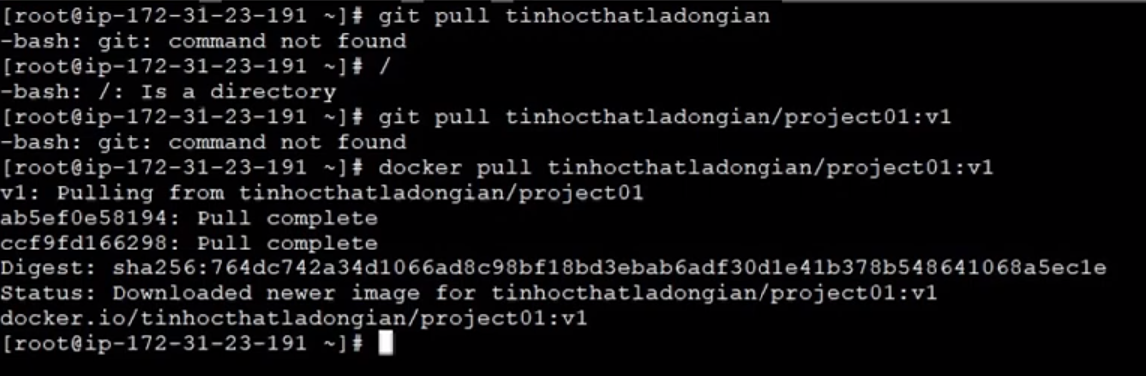 [root@ip-172-31-23-191 ~]# git pull tinhocthatladongian
-bash: git: command not found
[root@ip-172-31-23-191 ~]# /
-bash: /: Is a directory
[root@ip-172-31-23-191 ~]# git pull tinhocthatladongian/project01:v1
-bash: git: command not found
[root@ip-172-31-23-191 ~]# docker pull tinhocthatladongian/project01:v1
v1: Pulling from tinhocthatladongian/project01
ab5ef0e58194: Pull complete
ccf9fd166298: Pull complete
Digest: sha256:764dc742a34d1066ad8c98bf18bd3ebab6adf30d1e41b378b548641068a5ec1e
Status: Downloaded newer image for tinhocthatladongian/project01:v1
docker.io/tinhocthatladongian/project01:v1
[root@ip-172-31-23-191 ~]#